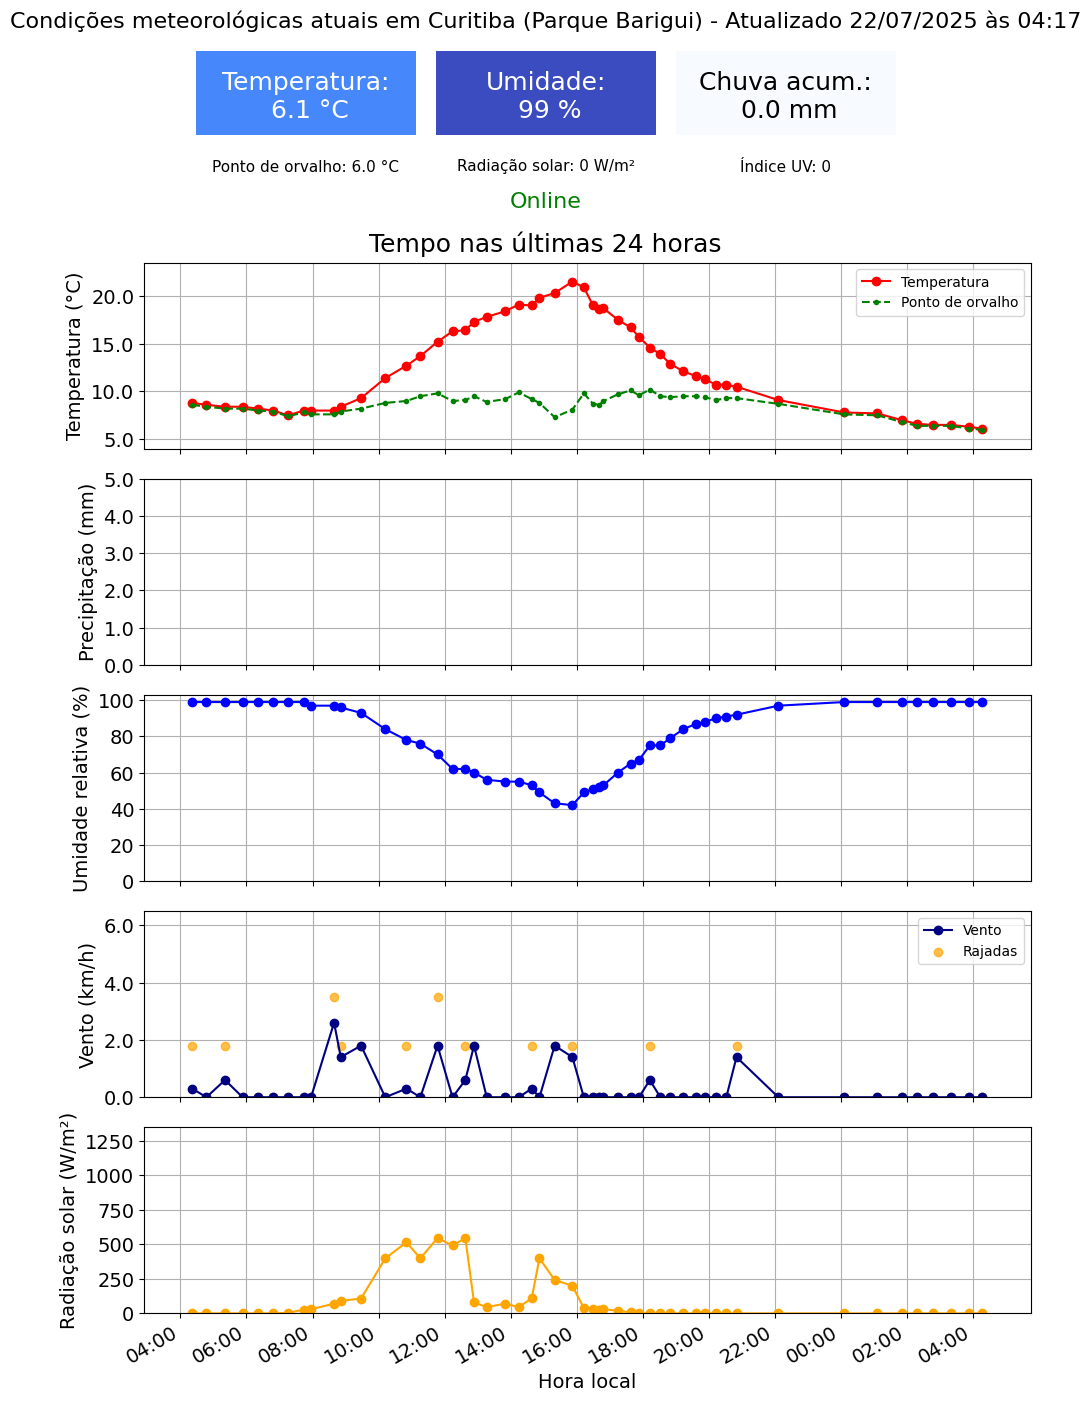 Condições meteorológicas atuais em Curitiba (Parque Barigui) - Atualizado 22/07/2025 às 04:17
Temperatura:
6.1 °C
Umidade:
99 %
Chuva acum.:
0.0 mm
Ponto de orvalho: 6.0 °C
Radiação solar: 0 W/m²
Índice UV: 0
Online
Tempo nas últimas 24 horas
Temperatura (°C)
20.0
15.0
10.0
5.0
Temperatura
Ponto de orvalho
Precipitação (mm)
5.0
4.0
3.0
2.0
1.0
0.0
Umidade relativa (%)
100
80
60
40
20
0
Vento (km/h)
6.0
4.0
2.0
0.0
Vento
Rajadas
Radiação solar (W/m²)
1250
1000
750
500
250
0
04:00
06:00
08:00
10:00
12:00
14:00
16:00
18:00
20:00
22:00
00:00
02:00
04:00
Hora local